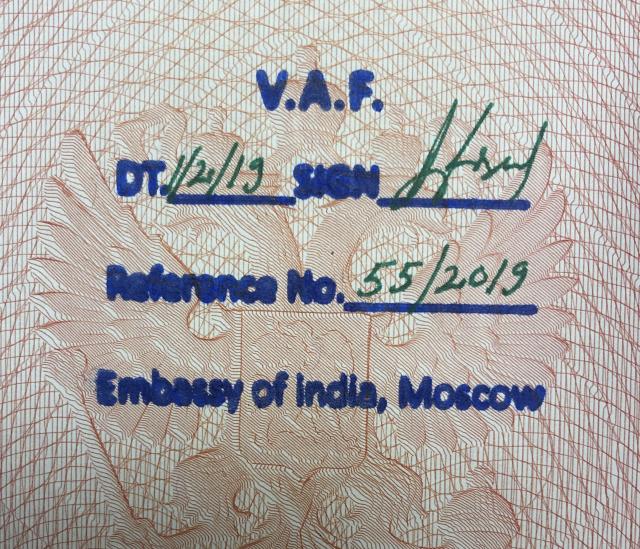 V.A.F.
DT. 1/2/19 SIGN
Reference No. 55/2019
Embassy of India, Moscow